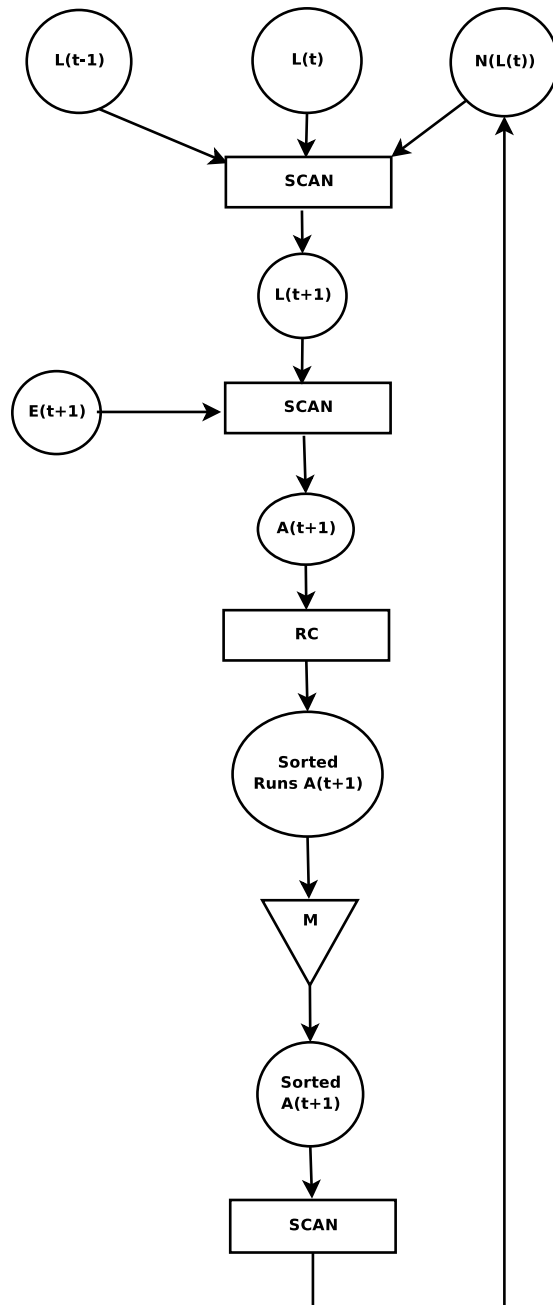 L(t-1)
L(t)
N(L(t))
SCAN
L(t+1)
SCAN
E(t+1)
A(t+1)
RC
Sorted
Runs A(t+1)
M
Sorted
A(t+1)
SCAN